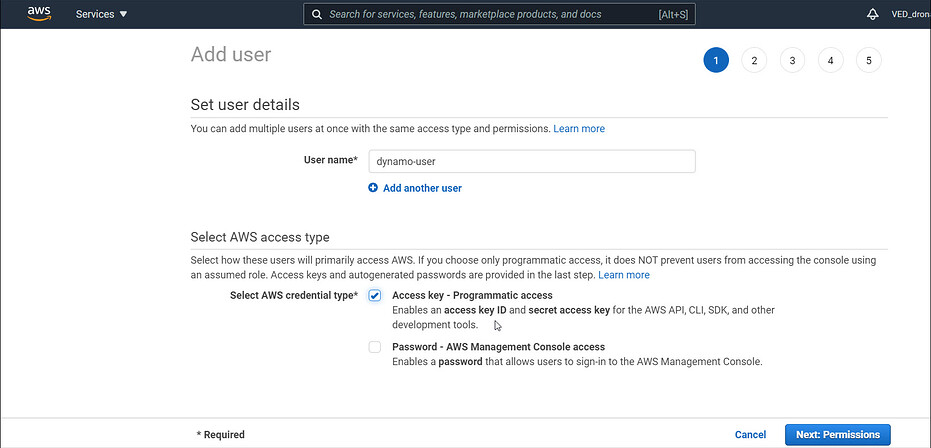 aws
Services ▼
Search for services, features, marketplace products, and docs [Alt+S]
VED_dron
Add user
1 2 3 4 5
Set user details
You can add multiple users at once with the same access type and permissions. Learn more
User name* dynamo-user
Add another user
Select AWS access type
Select how these users will primarily access AWS. If you choose only programmatic access, it does NOT prevent users from accessing the console using
an assumed role. Access keys and autogenerated passwords are provided in the last step. Learn more
Select AWS credential type* Access key - Programmatic access
Enables an access key ID and secret access key for the AWS API, CLI, SDK, and other
development tools.
Password - AWS Management Console access
Enables a password that allows users to sign-in to the AWS Management Console.
* Required
Cancel
Next: Permissions